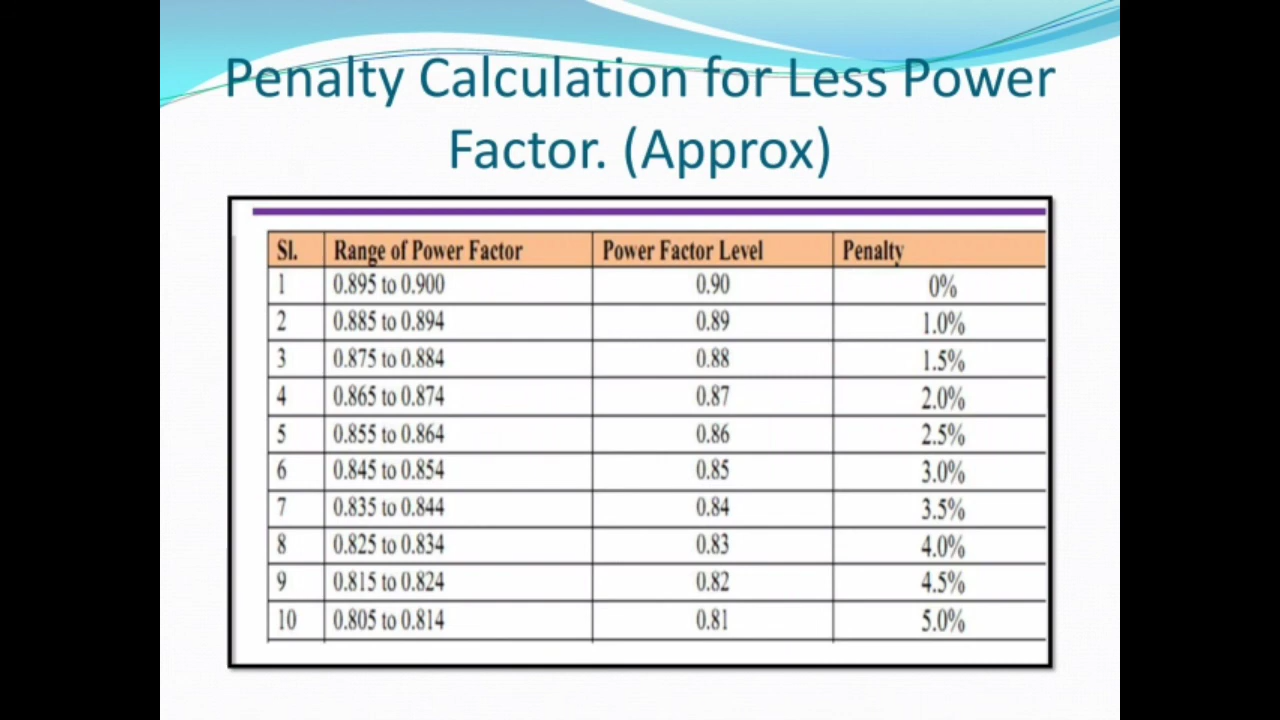 Penalty Calculation for Less Power
Factor. (Approx)
Sl. Range of Power Factor Power Factor Level Penalty
1 0.895 to 0.900 0.90 0%
2 0.885 to 0.894 0.89 1.0%
3 0.875 to 0.884 0.88 1.5%
4 0.865 to 0.874 0.87 2.0%
5 0.855 to 0.864 0.86 2.5%
6 0.845 to 0.854 0.85 3.0%
7 0.835 to 0.844 0.84 3.5%
8 0.825 to 0.834 0.83 4.0%
9 0.815 to 0.824 0.82 4.5%
10 0.805 to 0.814 0.81 5.0%